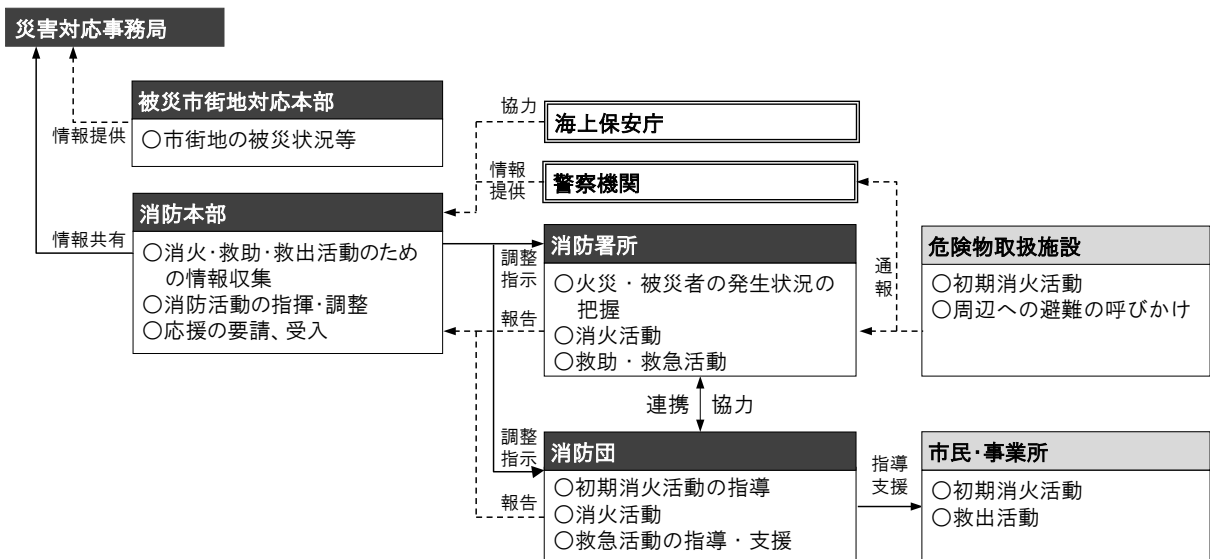 災害対応事務局
被災市街地対応本部
○市街地の被災状況等
情報提供
協力
海上保安庁
情報
提供
警察機関
消防本部
○消火･救助･救出活動のため
の情報収集
○消防活動の指揮･調整
○応援の要請、受入
情報共有
調整
指示
報告
消防署所
○火災・被災者の発生状況の
把握
○消火活動
○救助・救急活動
通
報
危険物取扱施設
○初期消火活動
○周辺への避難の呼びかけ
連携
協力
調整
指示
報告
消防団
○初期消火活動の指導
○消火活動
○救急活動の指導・支援
指導
支援
市民･事業所
○初期消火活動
○救出活動